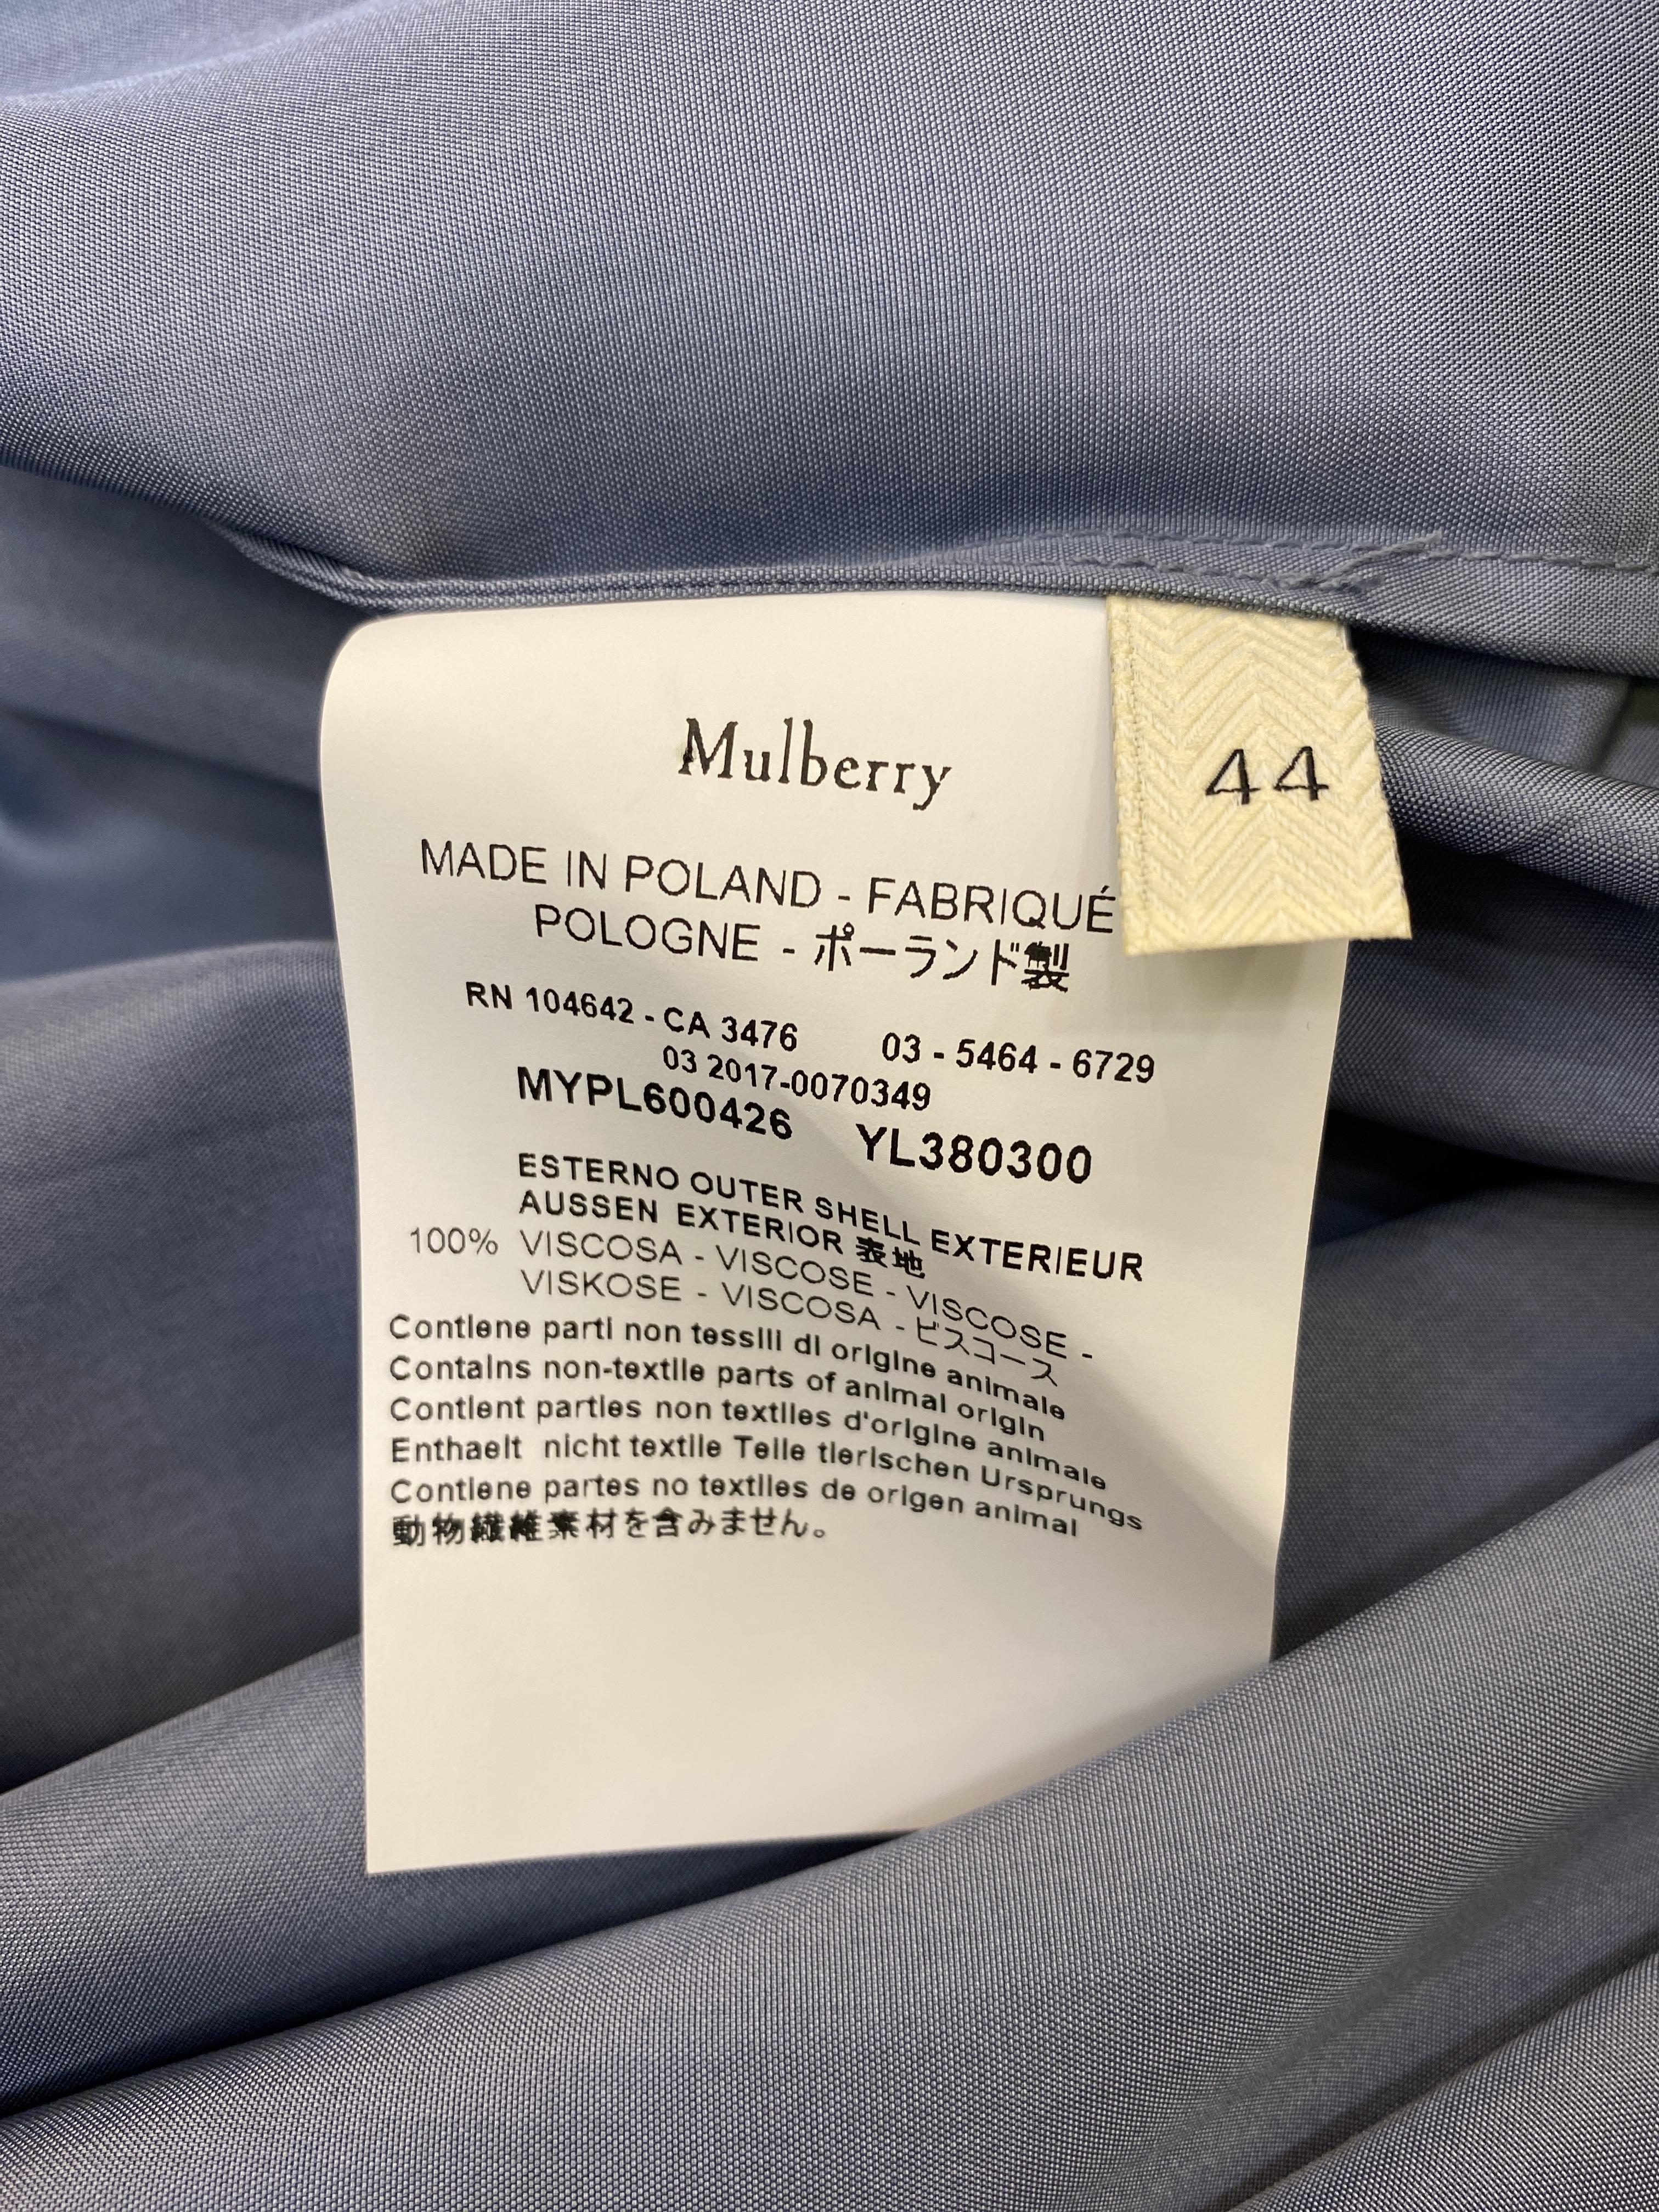 Mulberry
44
MADE IN POLAND - FABRIQUÉ
POLOGNE - ポーランド製
RN 104642 - CA 3476 03 - 5464 - 6729
03 2017-0070349
MYPL600426 YL380300
ESTERNO OUTER SHELL EXTERIEUR
AUSSEN EXTERIOR 表地
100% VISCOSA - VISCOSE - VISCOSE -
VISKOSE - VISCOSA - ビスコース
Contiene parti non tessili di origine animale
Contains non-textile parts of animal origin
Contient parties non textiles d'origine animale
Enthaelt nicht textile Teile tierischen Ursprungs
Contiene partes no textiles de origen animal
動物繊維素材を含みません。